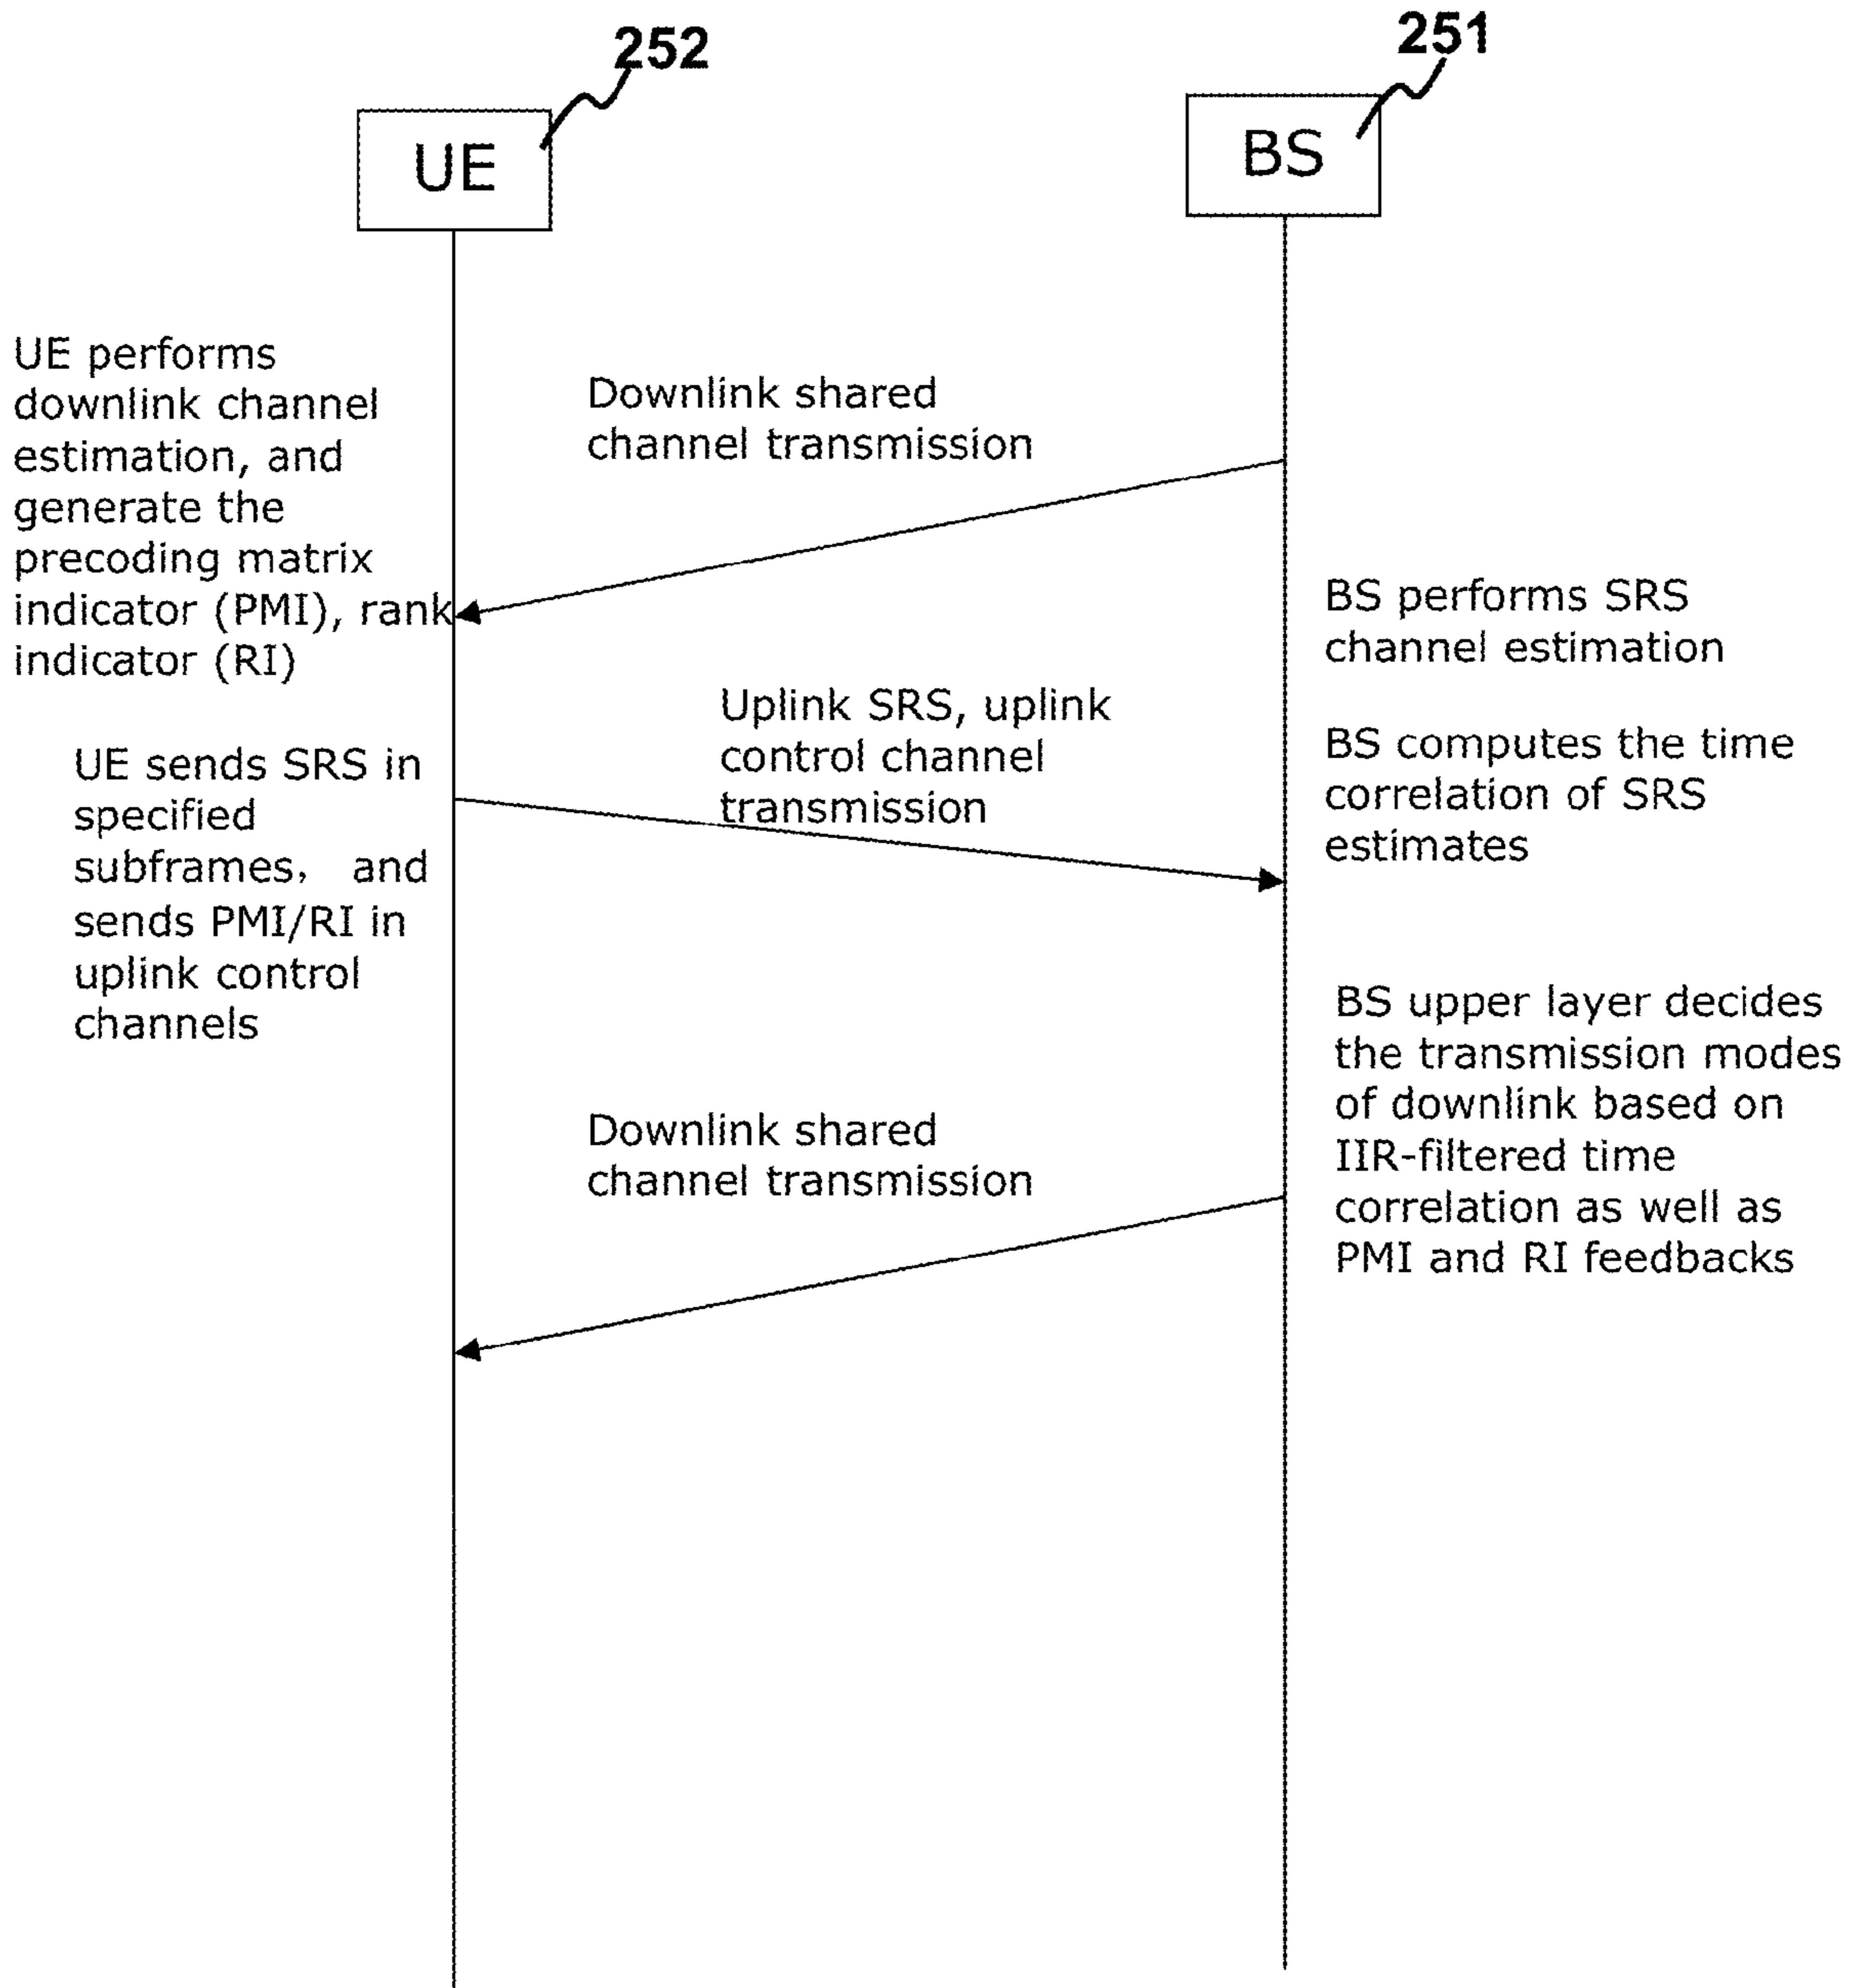 252
251
UE
BS
UE performs
downlink channel
estimation, and
generate the
precoding matrix
indicator (PMI), rank
indicator (RI)
Downlink shared
channel transmission
BS performs SRS
channel estimation
Uplink SRS, uplink
control channel
transmission
BS computes the time
correlation of SRS
estimates
UE sends SRS in
specified
subframes, and
sends PMI/RI in
uplink control
channels
BS upper layer decides
the transmission modes
of downlink based on
IIR-filtered time
correlation as well as
PMI and RI feedbacks
Downlink shared
channel transmission